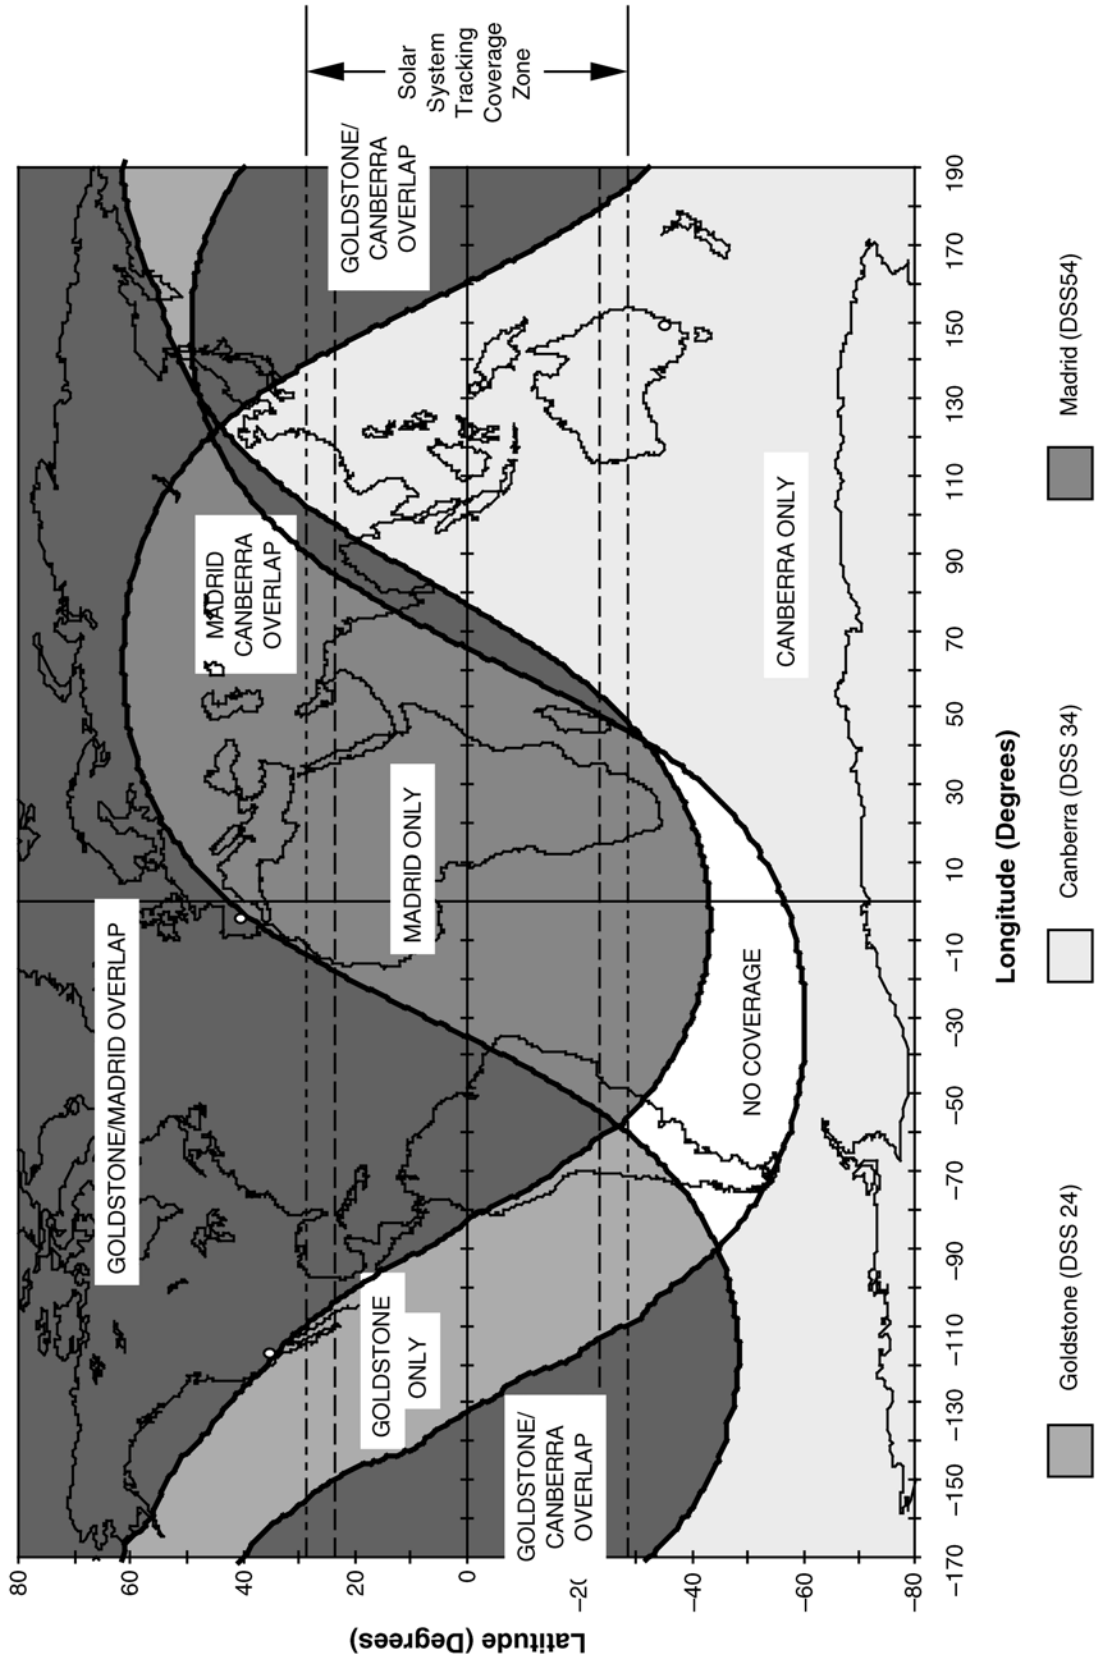 Solar
System
Tracking
Coverage
Zone
GOLDSTONE/MADRID OVERLAP
MADRID
CANBERRA
OVERLAP
GOLDSTONE/
CANBERRA
OVERLAP
GOLDSTONE
ONLY
MADRID ONLY
GOLDSTONE/
CANBERRA
OVERLAP
NO COVERAGE
CANBERRA ONLY
Latitude (Degrees)
80
60
40
20
0
–40
–60
–80
–170
–150
–130
–110
–90
–70
–50
–30
–10
10
30
50
70
90
110
130
150
170
190
Longitude (Degrees)
Goldstone (DSS 24)
Canberra (DSS 34)
Madrid (DSS54)